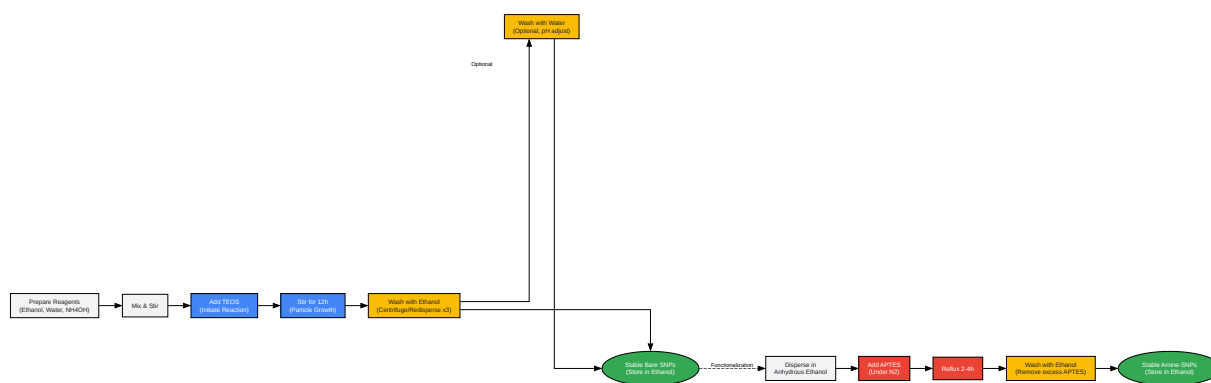 Wash with Water
(Optional, pH adjust)
Optional
Prepare Reagents
(Ethanol, Water, NH4OH)
Mix & Stir
Add TEOS
(Initiate Reaction)
Stir for 12h
(Particle Growth)
Wash with Ethanol
(Centrifuge/Redisperse x3)
Stable Bare SNPs
(Store in Ethanol)
Functionalization
Disperse in
Anhydrous Ethanol
Add APTES
(Under N2)
Reflux 2-4h
Wash with Ethanol
(Remove excess APTES)
Stable Amine-SNPs
(Store in Ethanol)